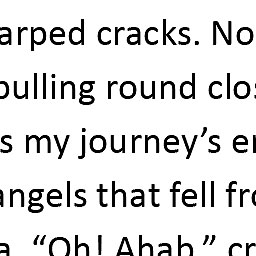 arped cracks. No
pulling round clos
s my journey’s e
angels that fell fr
a. “Oh! Ahab,” cr